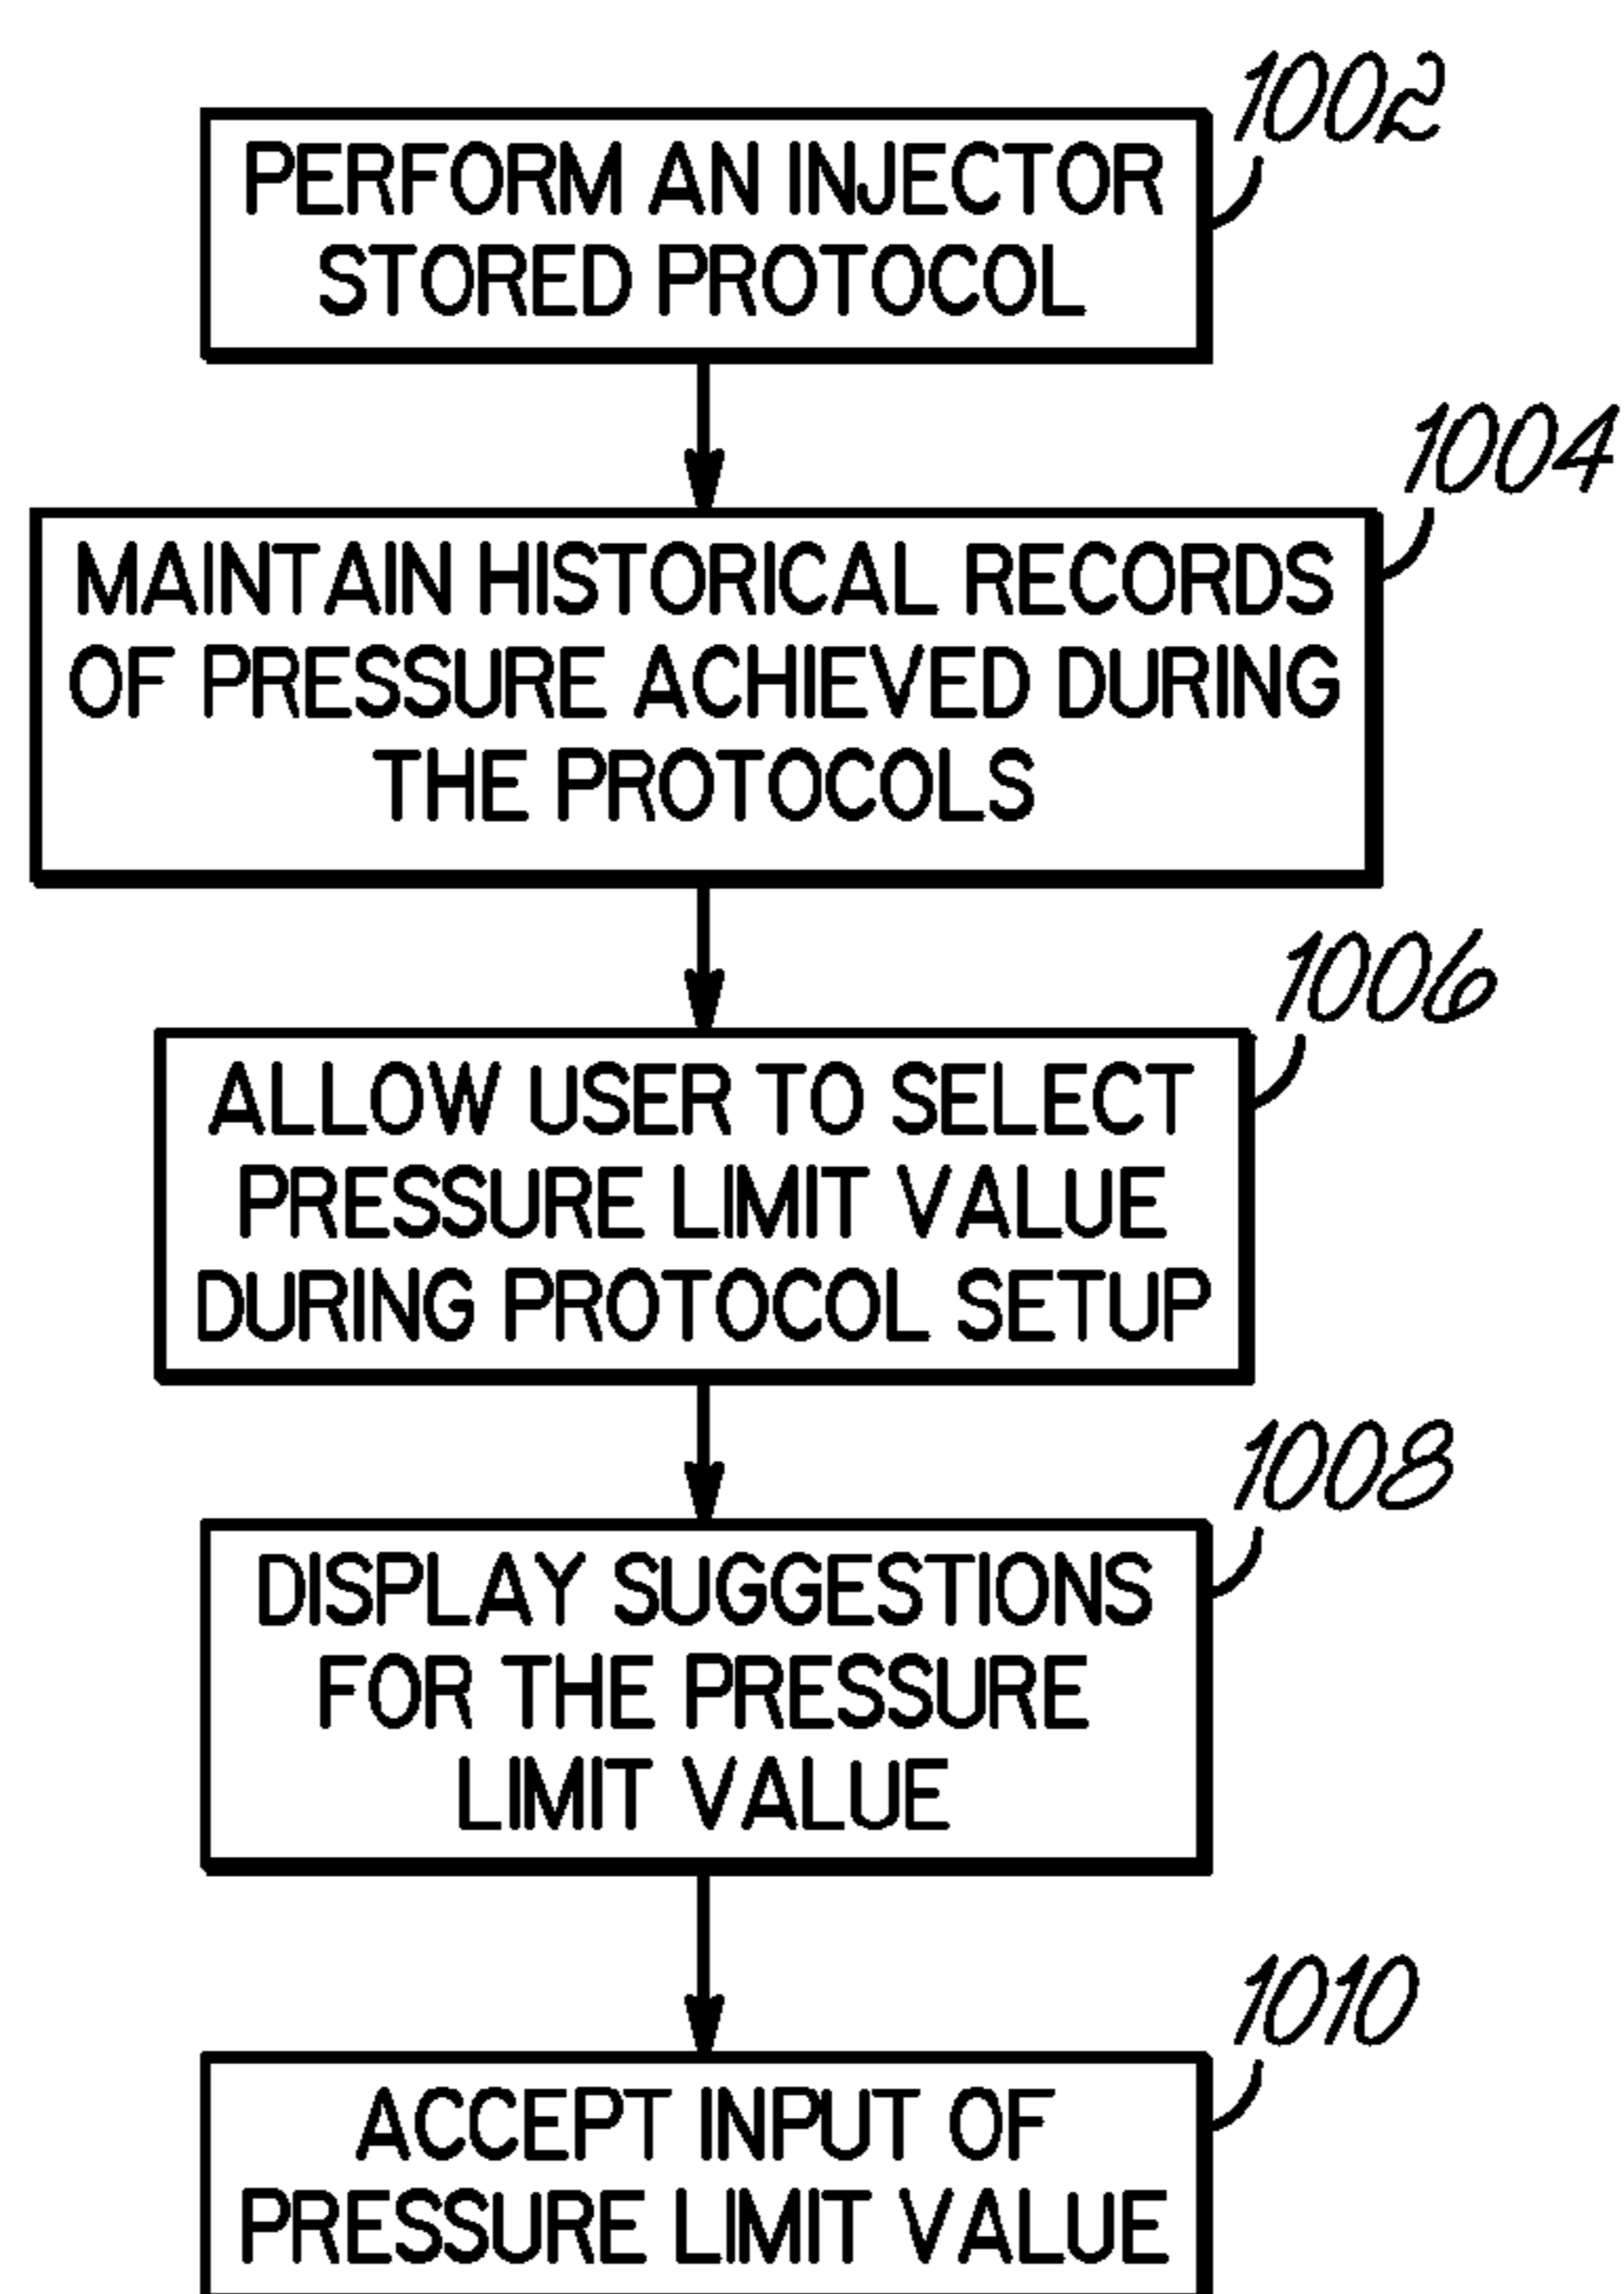 1002
PERFORM AN INJECTOR
STORED PROTOCOL
1004
MAINTAIN HISTORICAL RECORDS
OF PRESSURE ACHIEVED DURING
THE PROTOCOLS
1006
ALLOW USER TO SELECT
PRESSURE LIMIT VALUE
DURING PROTOCOL SETUP
1008
DISPLAY SUGGESTIONS
FOR THE PRESSURE
LIMIT VALUE
1010
ACCEPT INPUT OF
PRESSURE LIMIT VALUE